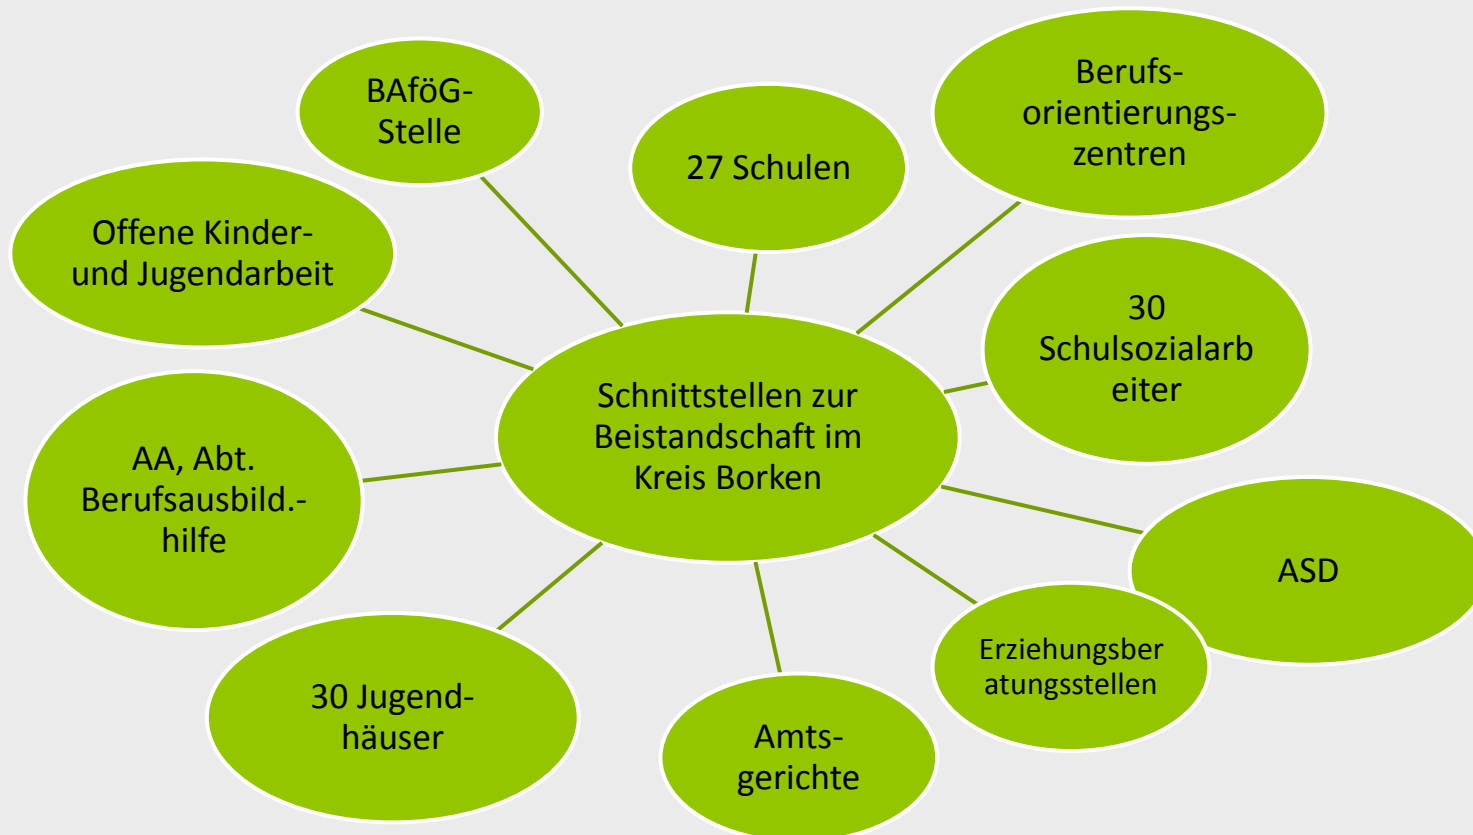 BAföG-
Stelle
27 Schulen
Berufs-
orientierungs-
zentren
Offene Kinder-
und Jugendarbeit
30
Schulsozialarb
eiter
Schnittstellen zur
Beistandschaft im
Kreis Borken
AA, Abt.
Berufsausbild.-
hilfe
ASD
Erziehungsber
atungsstellen
30 Jugend-
häuser
Amts-
gerichte